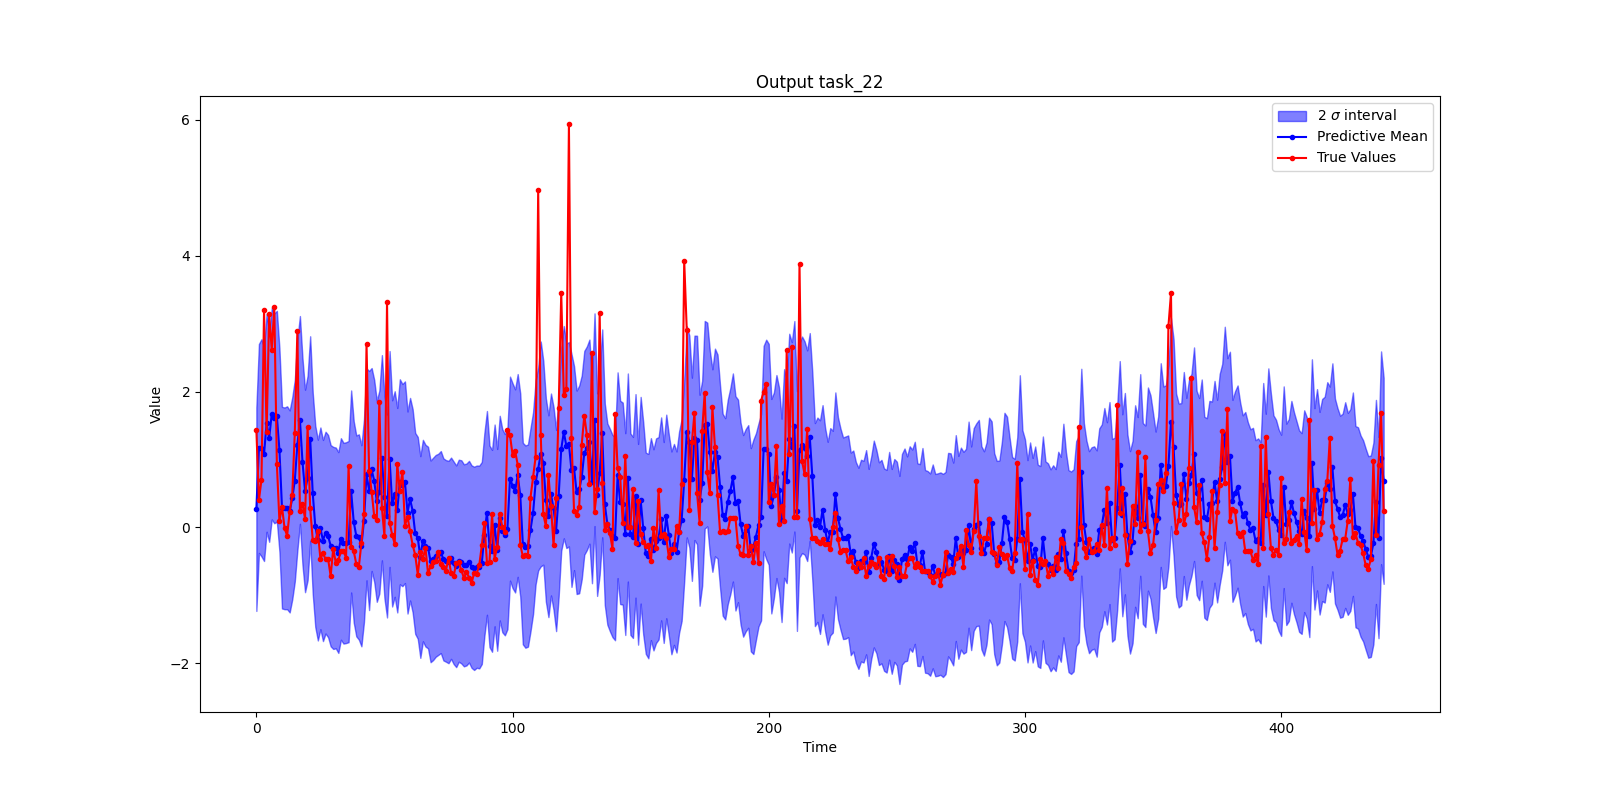 Output task_22
2 σ interval
Predictive Mean
True Values
Value
6
4
2
0
−2
0 100 200 300 400
Time